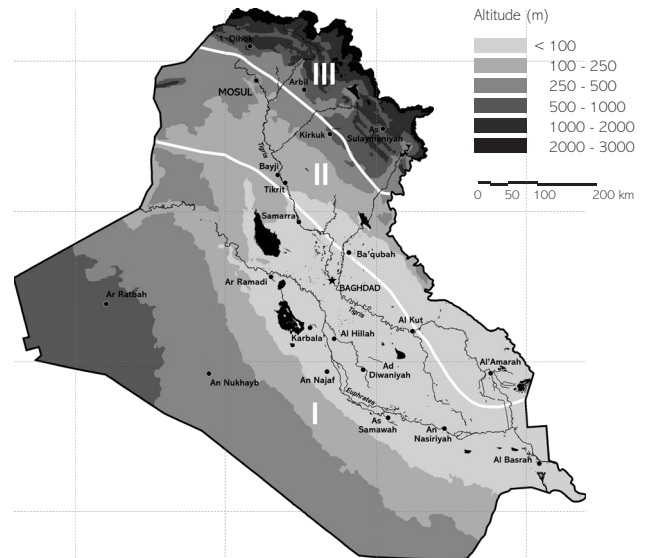 Altitude (m)
< 100
100 - 250
250 - 500
500 - 1000
1000 - 2000
2000 - 3000
0 50 100 200 km
Dihok
III
MOSUL
Arbil
Kirkuk
As
Sulaymaniyah
Tigris
Bayji
II
Tikrit
Samarra
Ba'qubah
Ar Ramadi
BAGHDAD
Ar Ratbah
Tigris
Al Kut
Karbala
Al Hillah
Al'Amarah
Ad
Diwaniyah
An Nukhayb
An Najaf
Euphrates
I
As
Samawah
An
Nasiriyah
Al Basrah